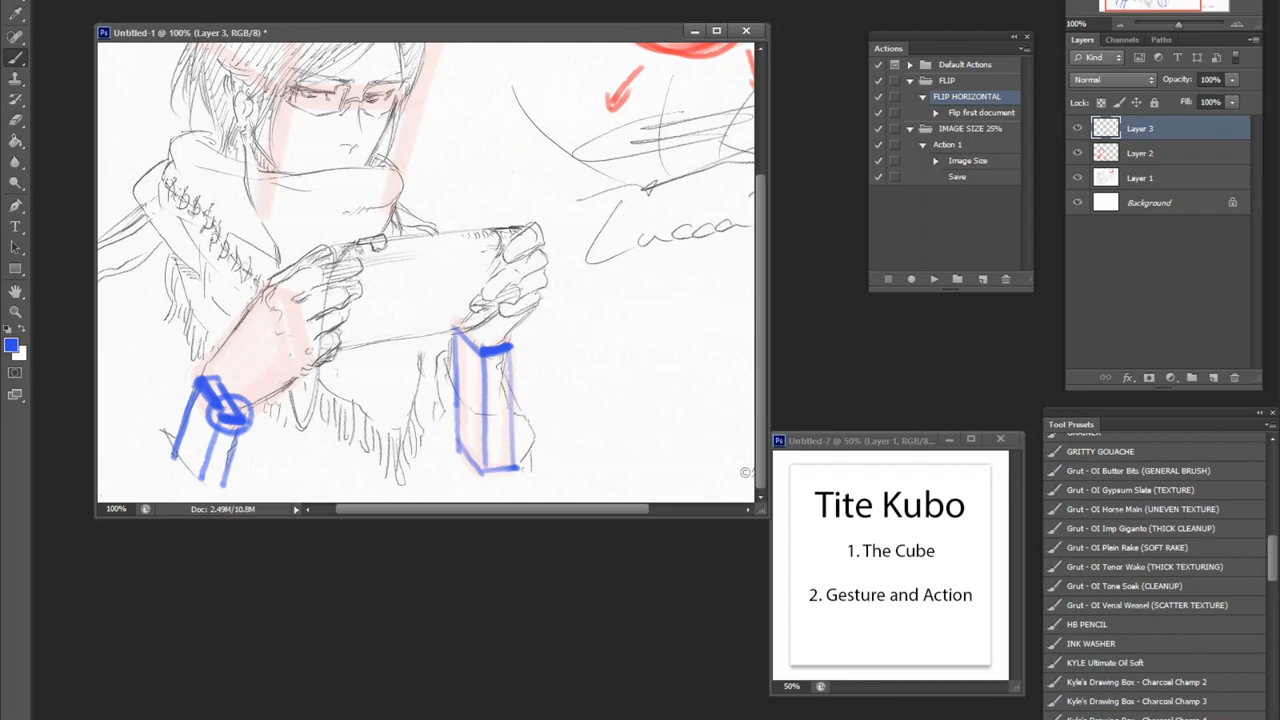 Untitled-1 @ 100% (Layer 3, RGB/8) *
Lucca
100%
Doc: 2.49M/10.8M
Actions
Default Actions
FLIP
FLIP HORIZONTAL
Flip first document
IMAGE SIZE 25%
Action 1
Image Size
Save
100%
Layers
Channels
Paths
Kind
Normal
Opacity: 100%
Lock:
Fill: 100%
Layer 3
Layer 2
Layer 1
Background
Untitled-2 @ 50% (Layer 1, RGB/8...
Tite Kubo
1. The Cube
2. Gesture and Action
50%
Tool Presets
GRAINER
GRITTY GOUACHE
Grut - OI Butter Bits (GENERAL BRUSH)
Grut - OI Gypsum Slate (TEXTURE)
Grut - OI Horse Main (UNEVEN TEXTURE)
Grut - OI Imp Giganto (THICK CLEANUP)
Grut - OI Plein Rake (SOFT RAKE)
Grut - OI Tenor Wake (THICK TEXTURING)
Grut - OI Tone Soak (CLEANUP)
Grut - OI Venal Weasel (SCATTER TEXTURE)
HB PENCIL
INK WASHER
KYLE Ultimate Oil Soft
Kyle's Drawing Box - Charcoal Champ 2
Kyle's Drawing Box - Charcoal Champ 3